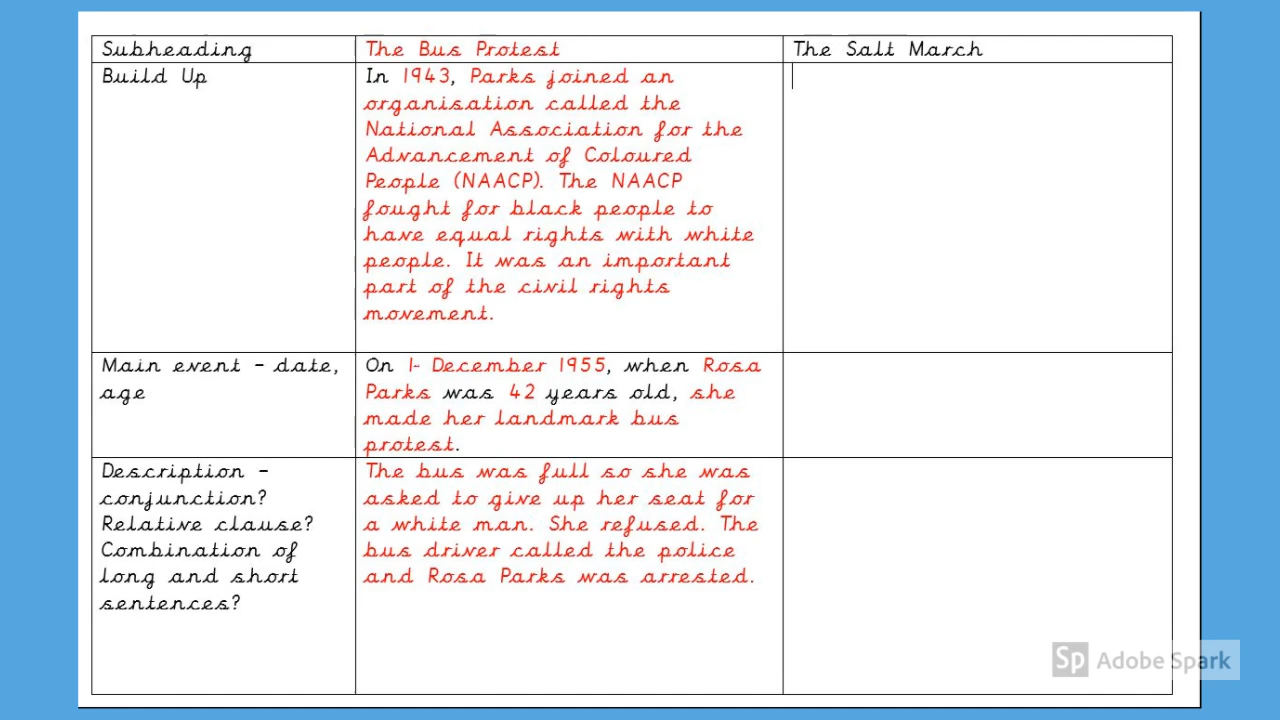 Subheading
The Bus Protest
The Salt March
Build Up
In 1943, Parks joined an
organisation called the
National Association for the
Advancement of Coloured
People (NAACP). The NAACP
fought for black people to
have equal rights with white
people. It was an important
part of the civil rights
movement.
Main event – date,
age
On 1- December 1955, when Rosa
Parks was 42 years old, she
made her landmark bus
protest.
Description –
conjunction?
Relative clause?
Combination of
long and short
sentences?
The bus was full so she was
asked to give up her seat for
a white man. She refused. The
bus driver called the police
and Rosa Parks was arrested.
Sp Adobe Spark